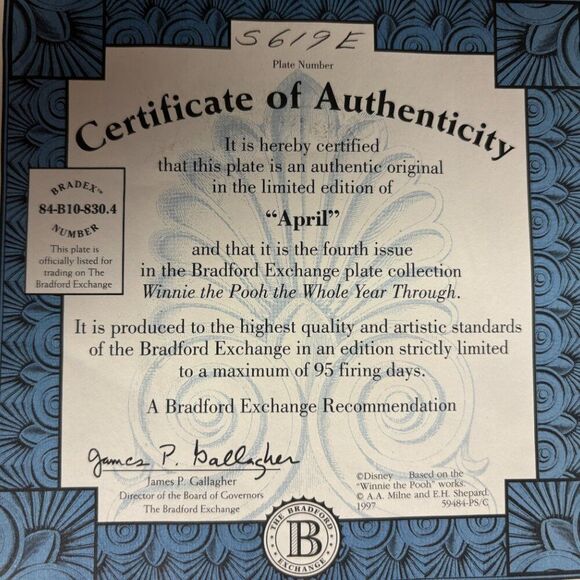 5619E
Plate Number
Certificate of Authenticity
It is hereby certified
that this plate is an authentic original
in the limited edition of
“April”
and that it is the fourth issue
in the Bradford Exchange plate collection
Winnie the Pooh the Whole Year Through.
BRADEX™
84-B10-830.4
NUMBER
This plate is
officially listed for
trading on The
Bradford Exchange
It is produced to the highest quality and artistic standards
of the Bradford Exchange in an edition strictly limited
to a maximum of 95 firing days.
A Bradford Exchange Recommendation
James P. Gallagher
James P. Gallagher
Director of the Board of Governors
The Bradford Exchange
©Disney Based on the
"Winnie the Pooh" works.
© A.A. Milne and E.H. Shepard.
1997 59484-PS/C
THE BRADFORD
B
EXCHANGE